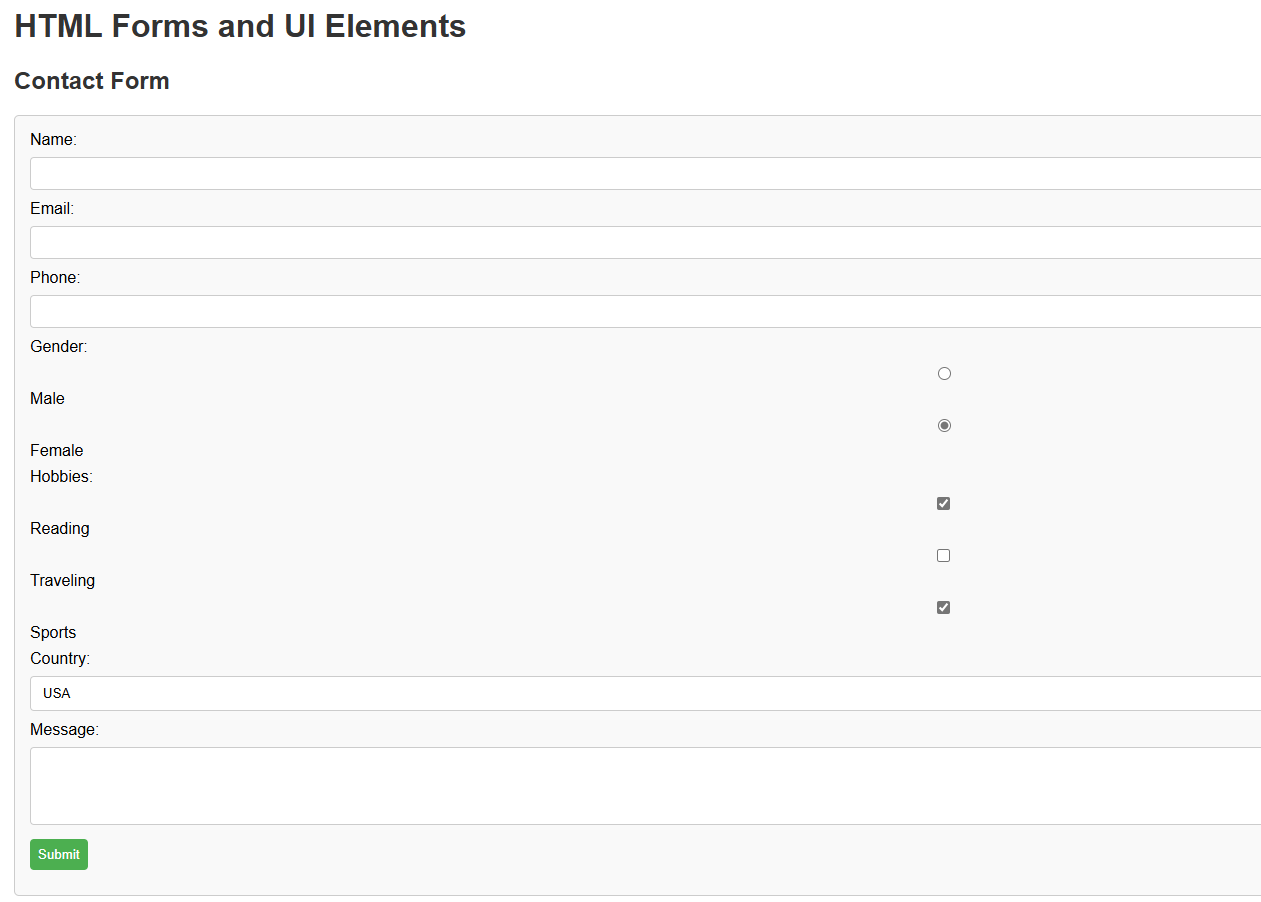 HTML Forms and UI Elements
Contact Form
Name:
Email:
Phone:
Gender:
Male
Female
Hobbies:
Reading
Traveling
Sports
Country:
USA
Message:
Submit